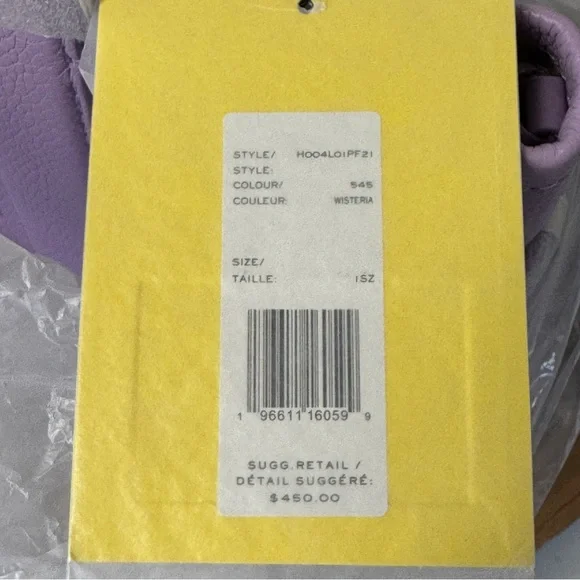 STYLE/ H004L01PF21
STYLE:
COLOUR/ 545
COULEUR: WISTERIA
SIZE/
TAILLE: 1SZ
1 96611 16059 9
SUGG.RETAIL /
DÉTAIL SUGGÉRÉ:
$450.00